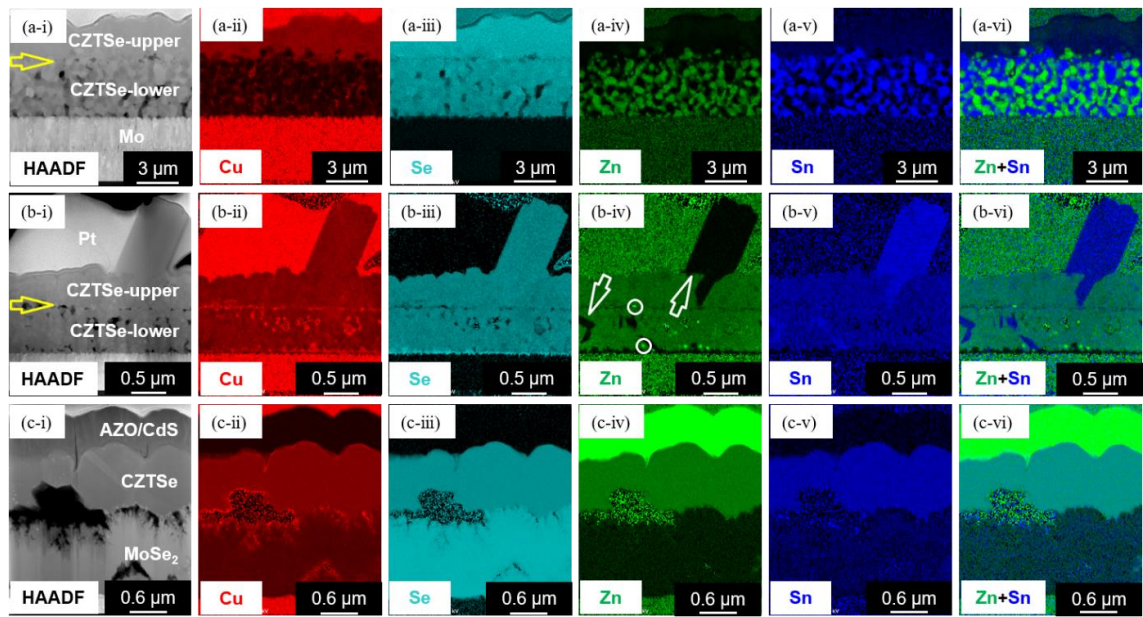 (a-i) (a-ii) (a-iii) (a-iv) (a-v) (a-vi)
CZTSe-upper
CZTSe-lower
Mo
3 µm 3 µm 3 µm 3 µm 3 µm 3 µm
HAADF Cu Se Zn Sn Zn+Sn
(b-i) (b-ii) (b-iii) (b-iv) (b-v) (b-vi)
Pt
CZTSe-upper
CZTSe-lower
0.5 µm 0.5 µm 0.5 µm 0.5 µm 0.5 µm 0.5 µm
HAADF Cu Se Zn Sn Zn+Sn
(c-i) (c-ii) (c-iii) (c-iv) (c-v) (c-vi)
AZO/CdS
CZTSe
MoSe₂
0.6 µm 0.6 µm 0.6 µm 0.6 µm 0.6 µm 0.6 µm
HAADF Cu Se Zn Sn Zn+Sn